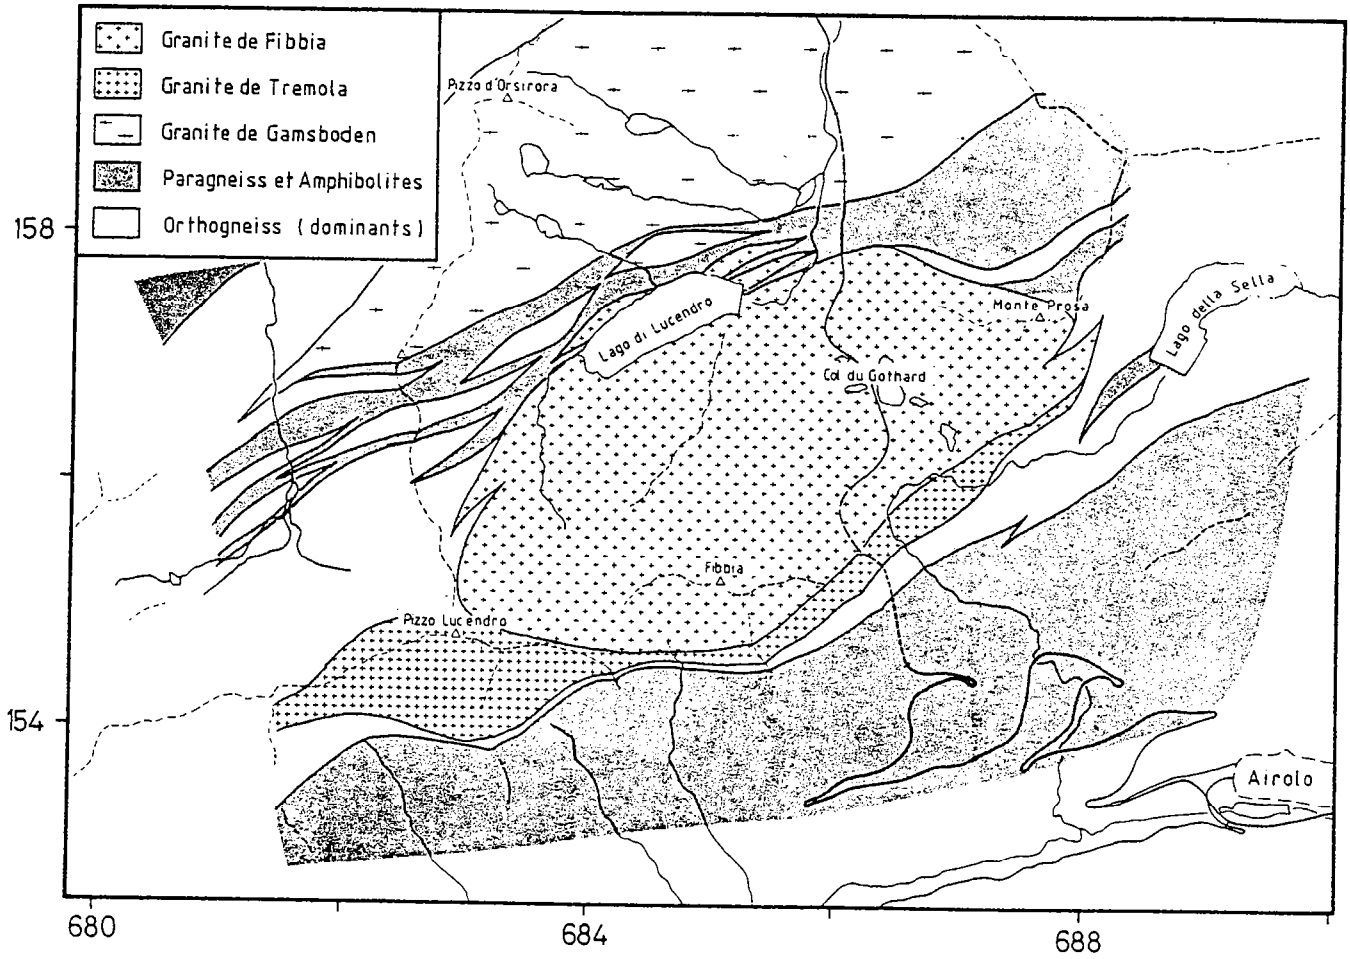 Granite de Fibbia
Granite de Tremola
Granite de Gamsboden
Paragneiss et Amphibolites
Orthogneiss (dominants)
Pizzo d'Orsirora
158
Lago di Lucendro
Monte Prosa
Lago della Sella
Col du Gothard
Fibbia
Pizzo Lucendro
154
Airolo
680
684
688